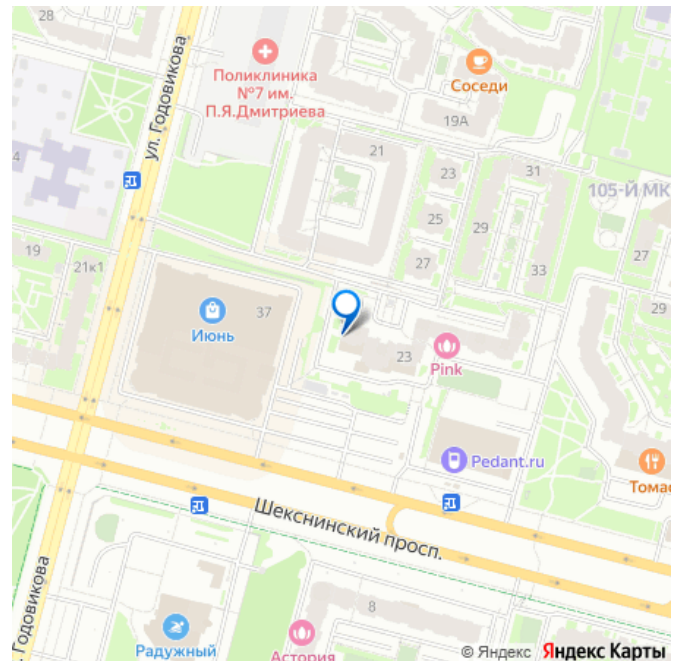 28
Поликлиника
№7 им.
П.Я.Дмитриева
ул. Годовикова
Соседи
19А
21
23
31
105-Й МК
4
25
29
27
33
27
19
21к1
37
Июнь
29
23
Pink
Pedant.ru
Томас
Шекснинский просп.
. Годовикова
8
Радужный
Астория
© Яндекс Яндекс Карты